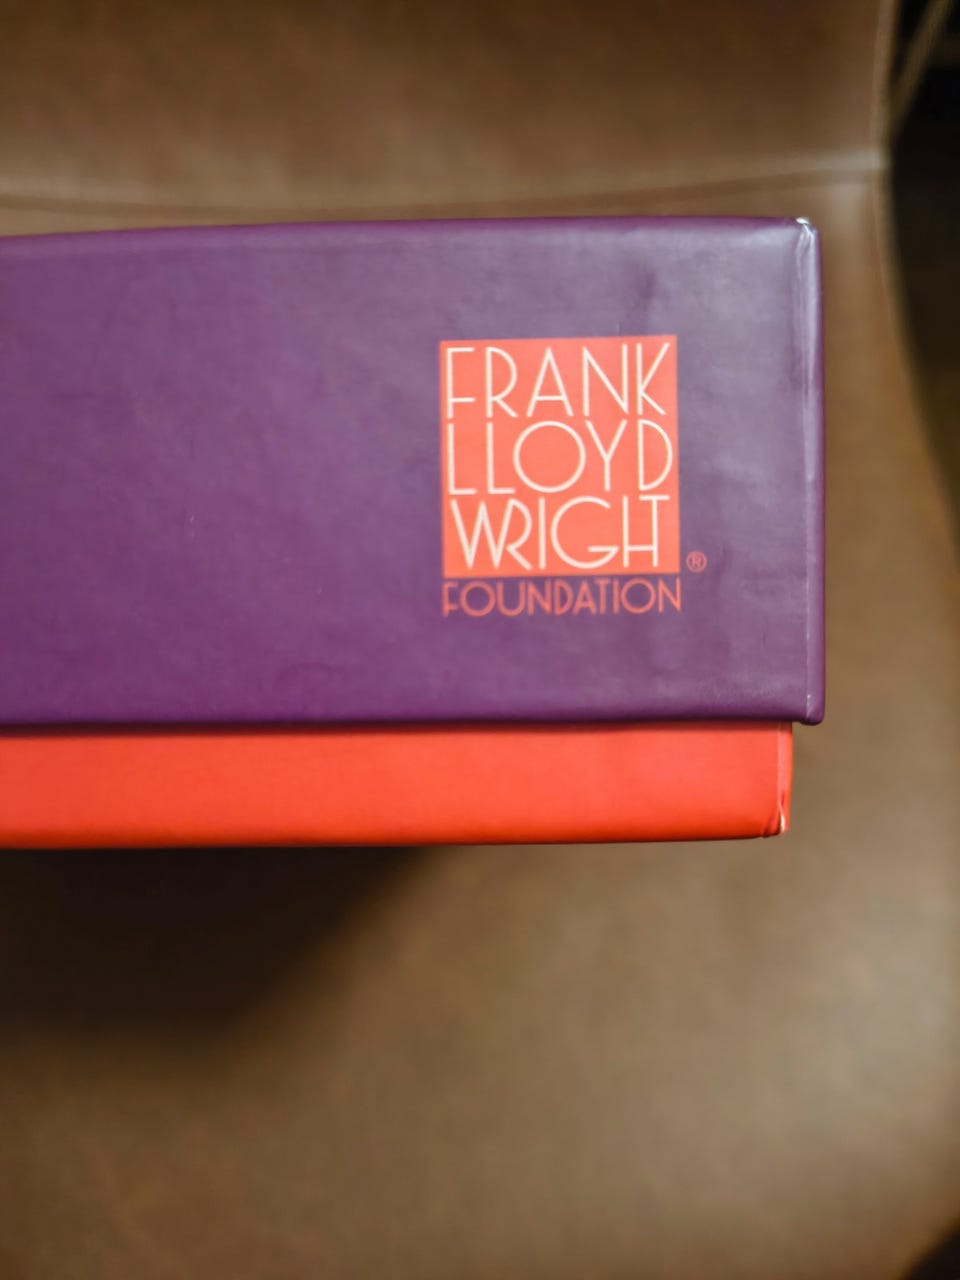 FRANK
LLOYD
WRIGHT
®
FOUNDATION